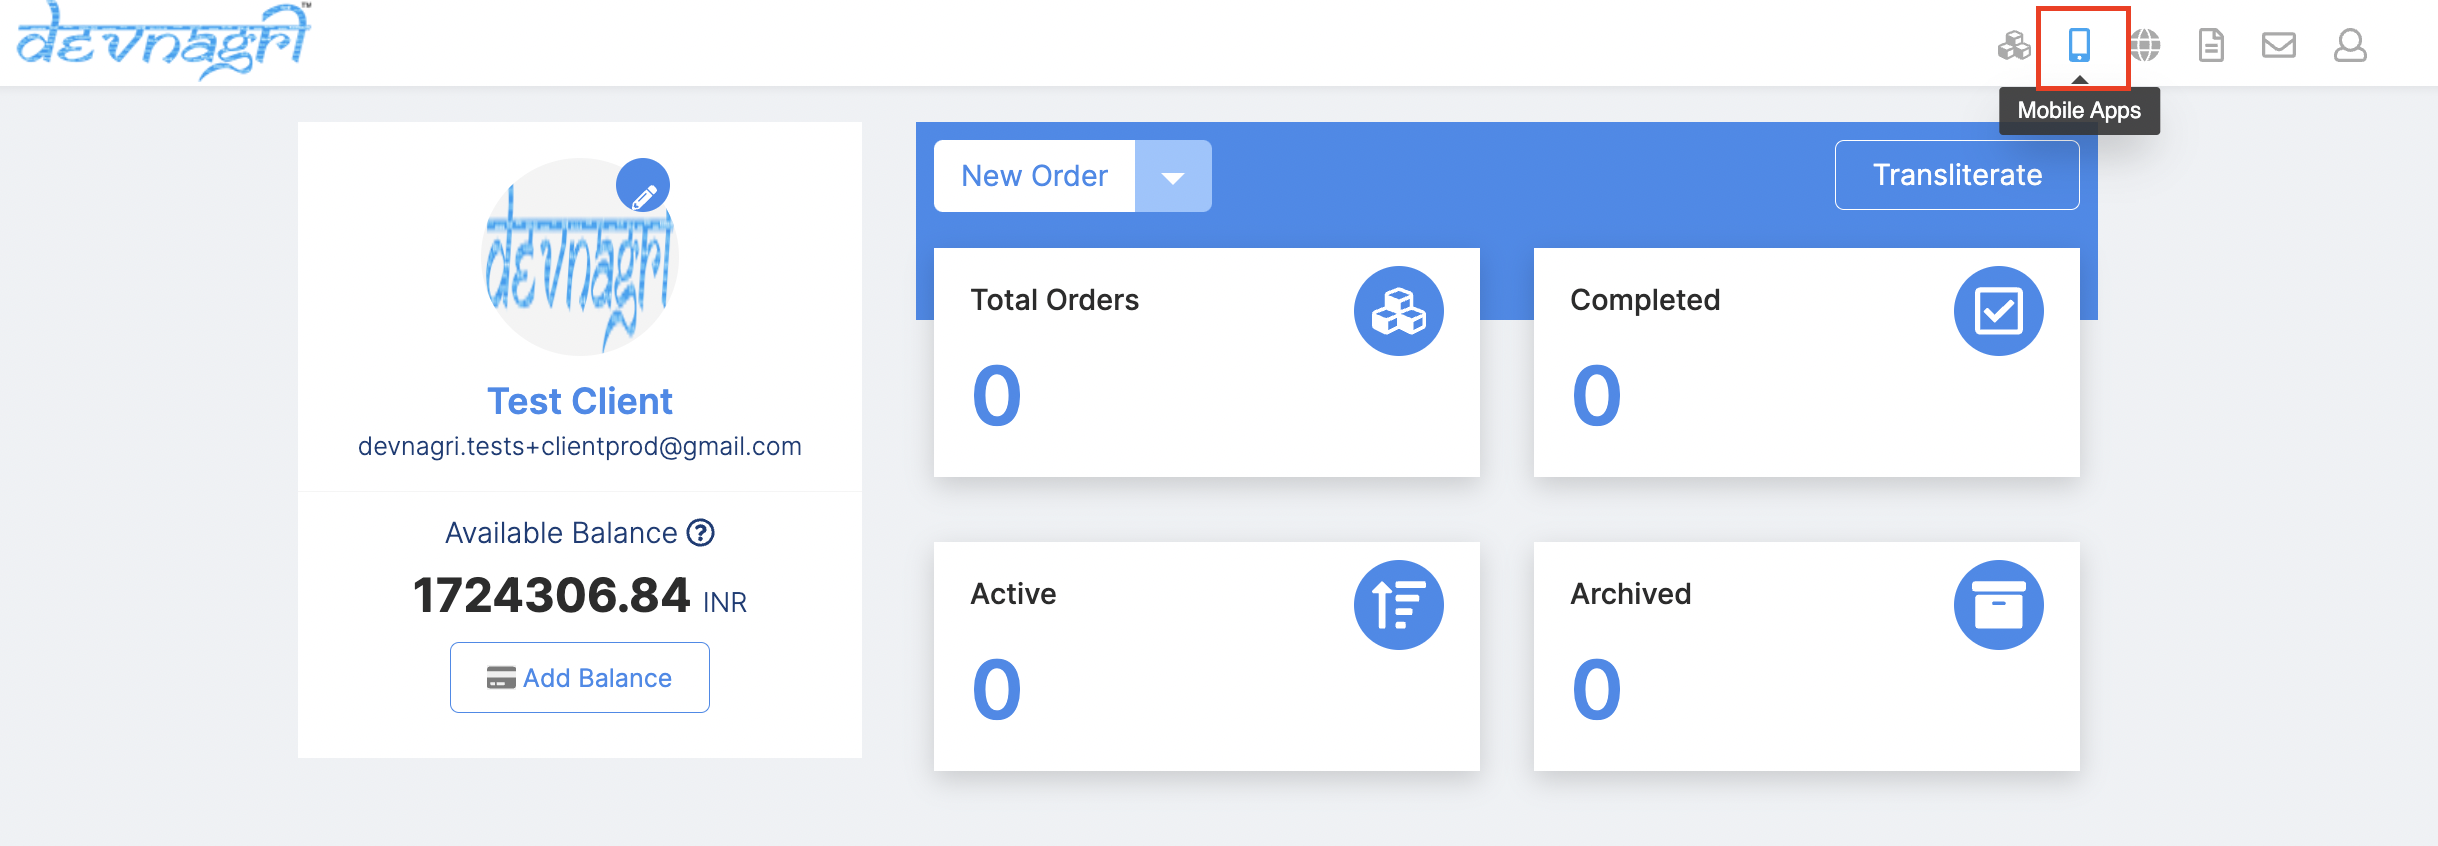 devnagri™
Mobile Apps
New Order
Transliterate
devnagri
Test Client
devnagri.tests+clientprod@gmail.com
Available Balance ?
1724306.84 INR
Add Balance
Total Orders
0
Completed
0
Active
0
Archived
0